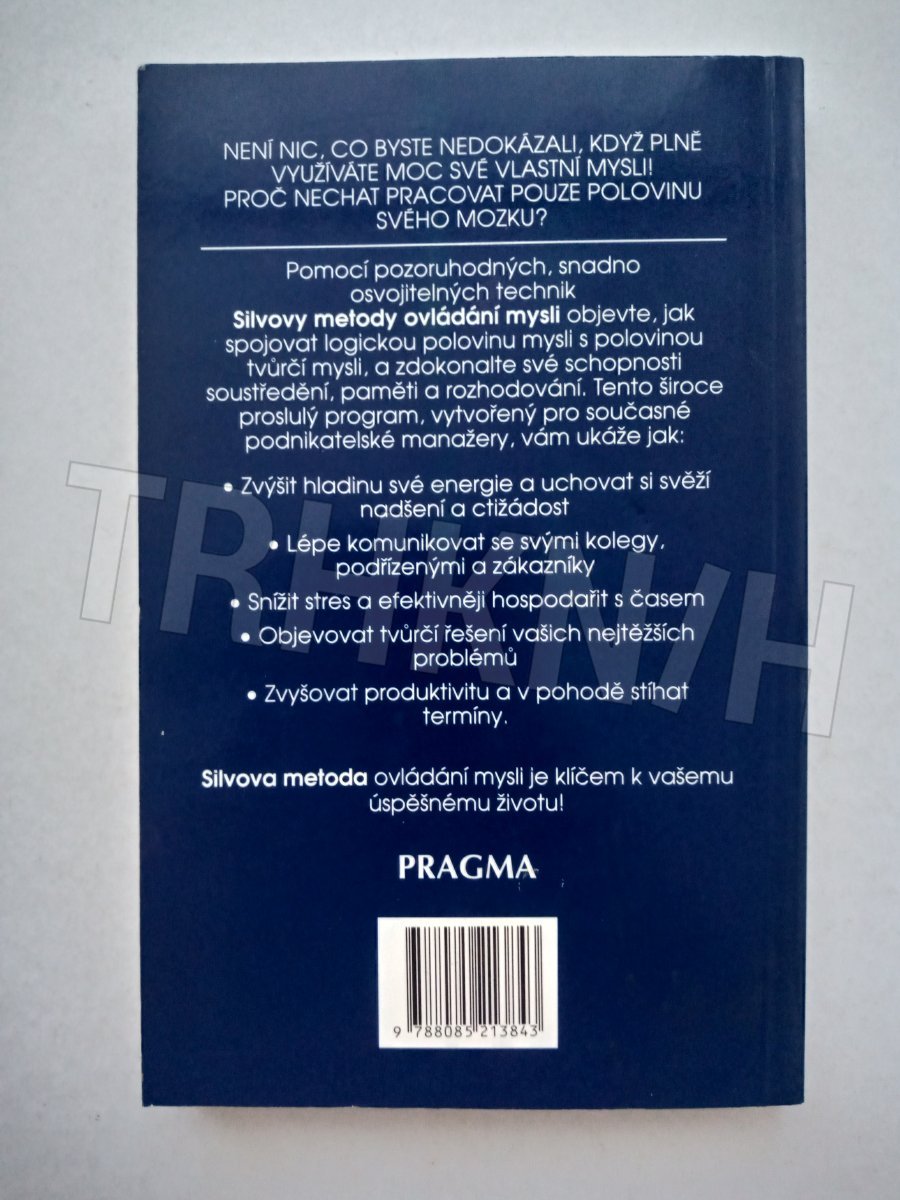 NENÍ NIC, CO BYSTE NEDOKÁZALI, KDYŽ PLNĚ
VYUŽÍVÁTE MOC SVÉ VLASTNÍ MYSLI!
PROČ NECHAT PRACOVAT POUZE POLOVINU
SVÉHO MOZKU?
Pomocí pozoruhodných, snadno
osvojitelných technik
Silvovy metody ovládání mysli objevte, jak
spojovat logickou polovinu mysli s polovinou
tvůrčí mysli, a zdokonalte své schopnosti
soustředění, paměti a rozhodování. Tento široce
proslulý program, vytvořený pro současné
podnikatelské manažery, vám ukáže jak:
• Zvýšit hladinu své energie a uchovat si svěží
nadšení a ctižádost
• Lépe komunikovat se svými kolegy,
podřízenými a zákazníky
• Snížit stres a efektivněji hospodařit s časem
• Objevovat tvůrčí řešení vašich nejtěžších
problémů
• Zvyšovat produktivitu a v pohodě stíhat
termíny.
TRHKNIH
Silvova metoda ovládání mysli je klíčem k vašemu
úspěšnému životu!
PRAGMA
9 788085 213843